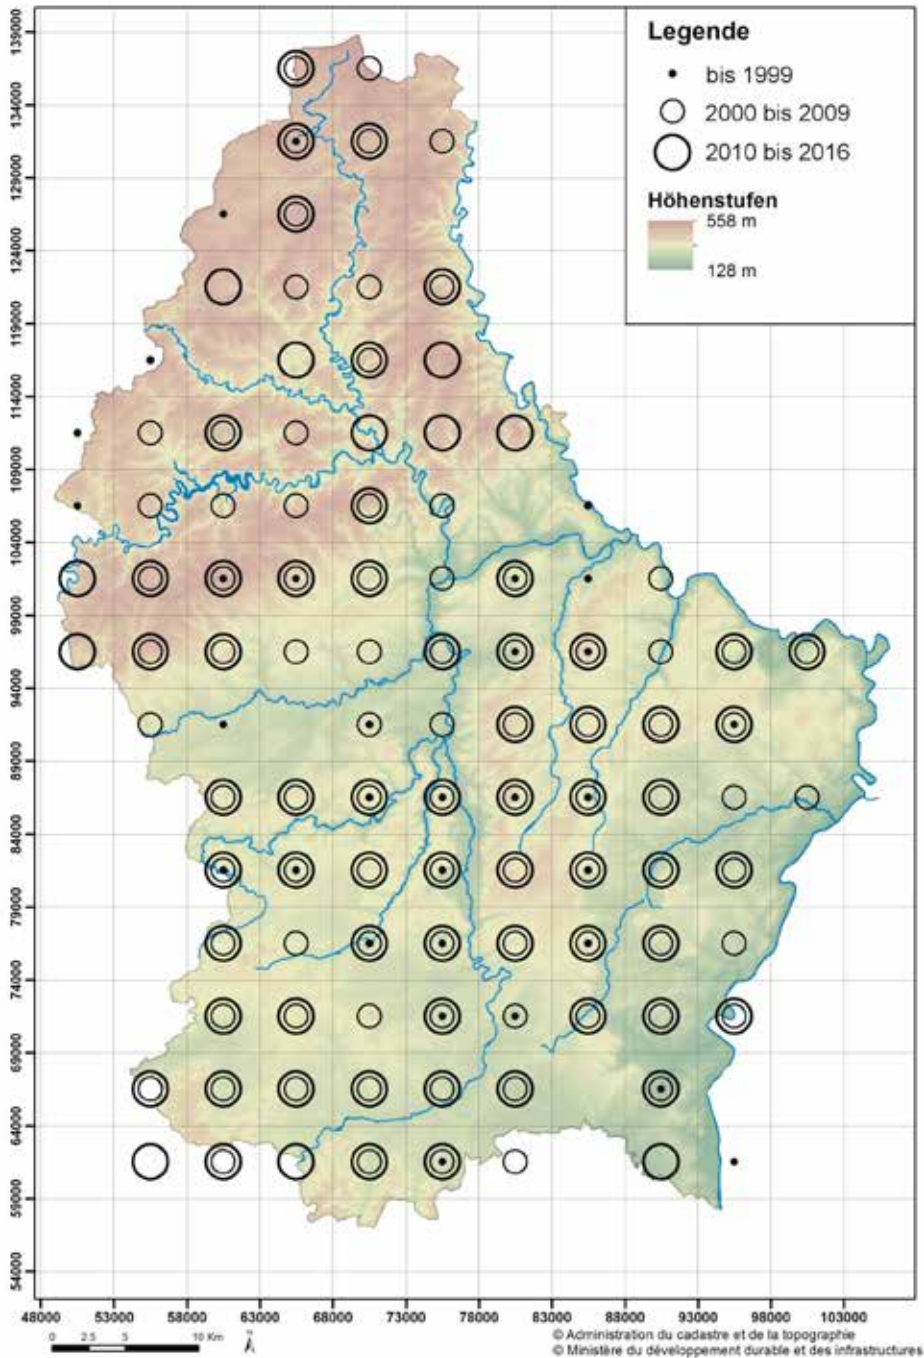 Legende
bis 1999
2000 bis 2009
2010 bis 2016
Höhenstufen
558 m
128 m
139000
134000
129000
124000
119000
114000
109000
104000
99000
94000
89000
84000
79000
74000
69000
64000
59000
54000
48000 53000 58000 63000 68000 73000 78000 83000 88000 93000 98000 103000
0 2.5 5 10 Km
© Administration du cadastre et de la topographie
© Ministère du développement durable et des infrastructures